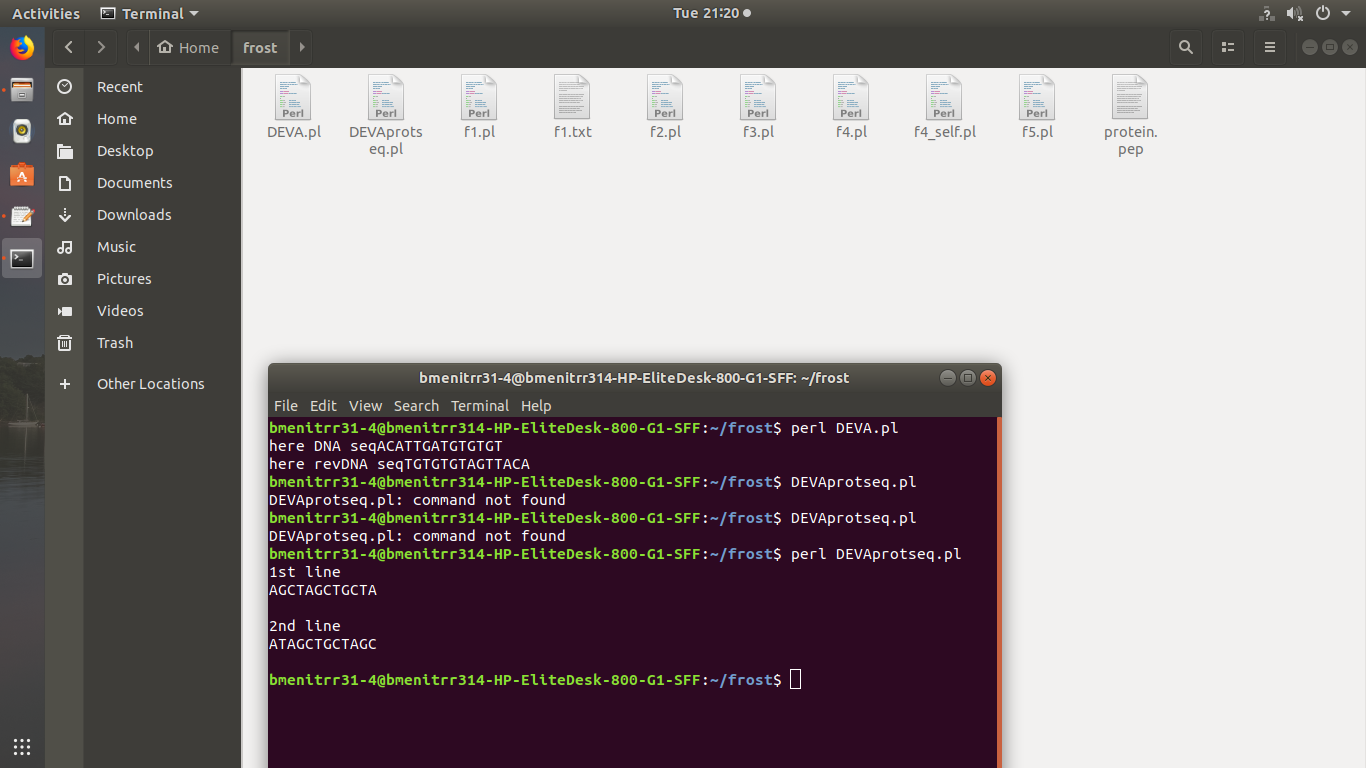 Activities Terminal Tue 21:20
Home frost
Recent
Home
Desktop
Documents
Downloads
Music
Pictures
Videos
Trash
Other Locations
Perl Perl Perl Perl Perl Perl Perl Perl
DEVA.pl DEVAprots f1.pl f1.txt f2.pl f3.pl f4.pl f4_self.pl f5.pl protein.
eq.pl pep
bmenitrr31-4@bmenitrr314-HP-EliteDesk-800-G1-SFF: ~/frost
File Edit View Search Terminal Help
bmenitrr31-4@bmenitrr314-HP-EliteDesk-800-G1-SFF:~/frost$ perl DEVA.pl
here DNA seqACATTGATGTGTGT
here revDNA seqTGTGTGTAGTTACA
bmenitrr31-4@bmenitrr314-HP-EliteDesk-800-G1-SFF:~/frost$ DEVAprotseq.pl
DEVAprotseq.pl: command not found
bmenitrr31-4@bmenitrr314-HP-EliteDesk-800-G1-SFF:~/frost$ DEVAprotseq.pl
DEVAprotseq.pl: command not found
bmenitrr31-4@bmenitrr314-HP-EliteDesk-800-G1-SFF:~/frost$ perl DEVAprotseq.pl
1st line
AGCTAGCTGCTA
2nd line
ATAGCTGCTAGC
bmenitrr31-4@bmenitrr314-HP-EliteDesk-800-G1-SFF:~/frost$